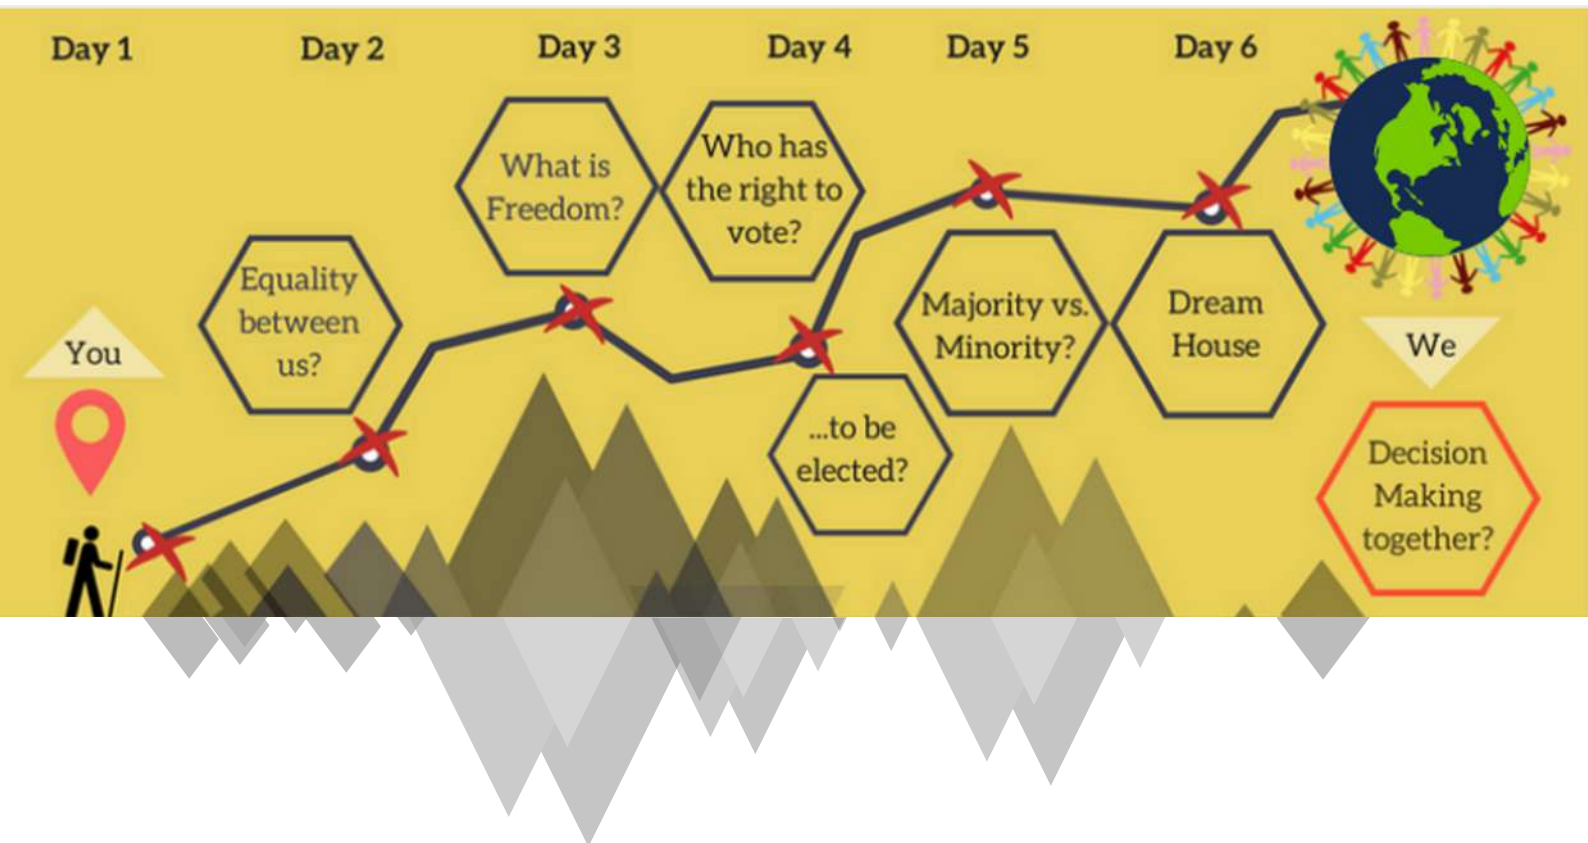 Day 1
Day 2
Day 3
Day 4
Day 5
Day 6
You
Equality
between
us?
What is
Freedom?
Who has
the right to
vote?
...to be
elected?
Majority vs.
Minority?
Dream
House
We
Decision
Making
together?